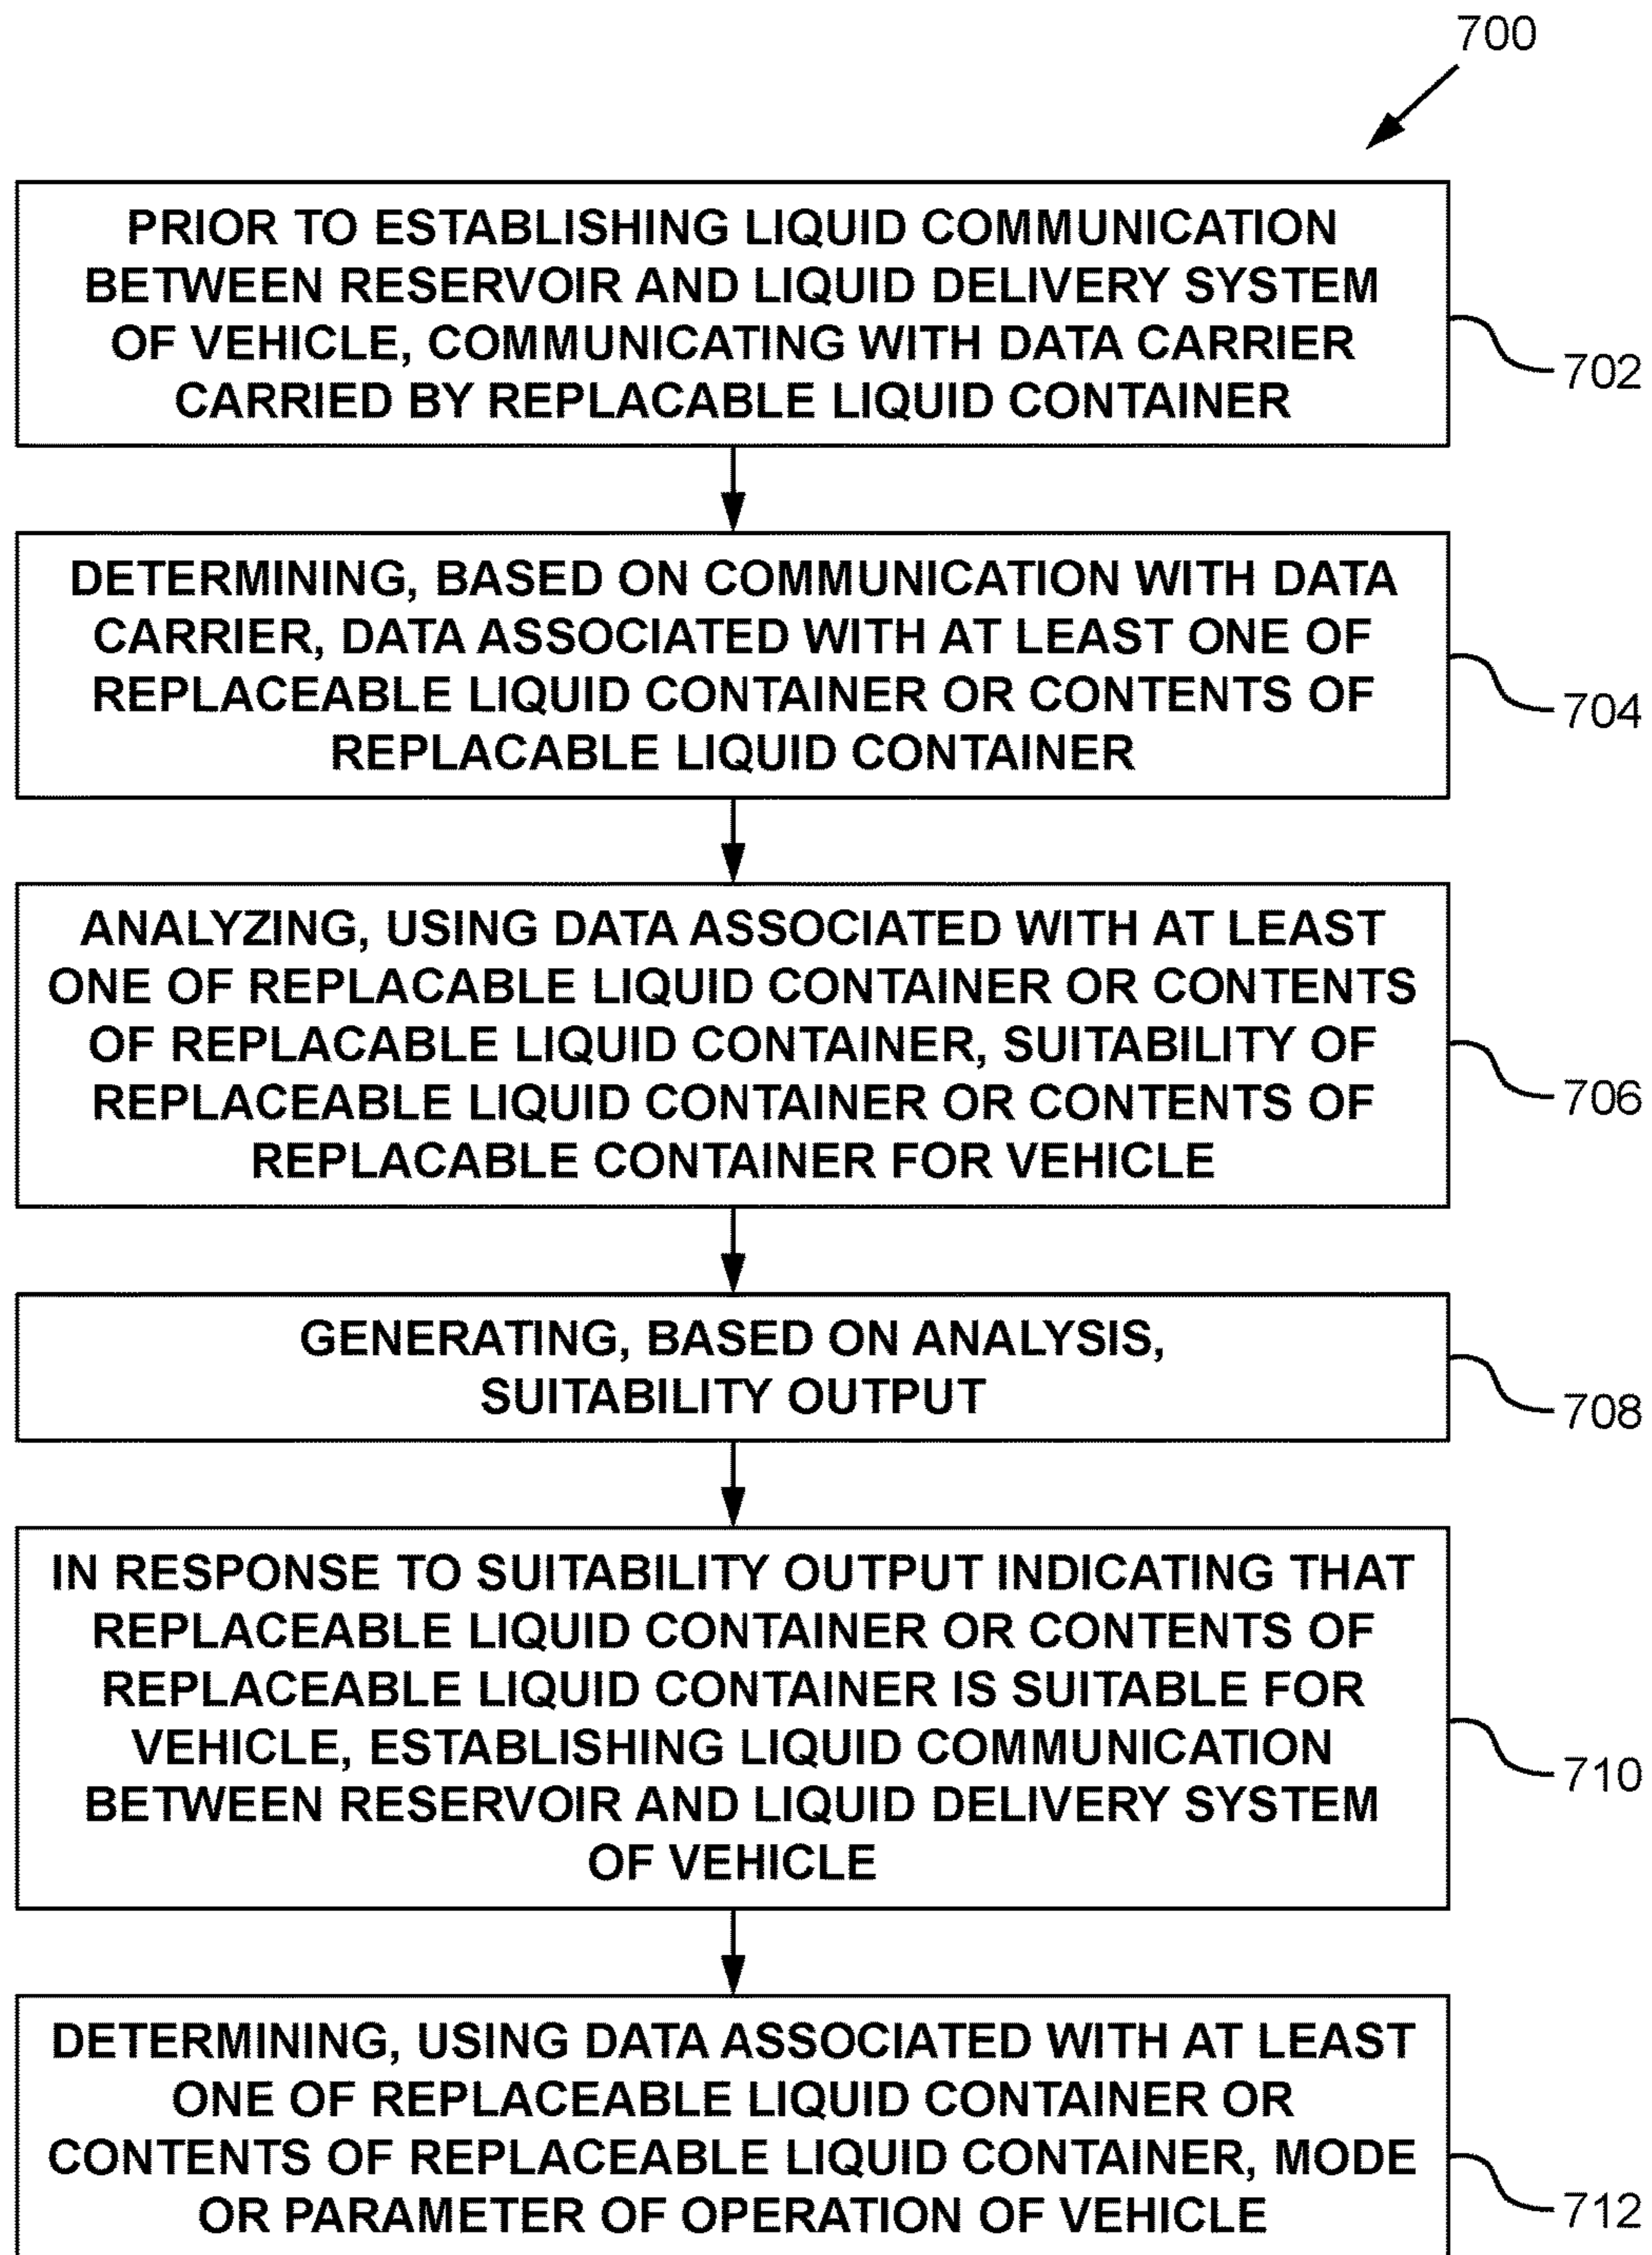 700
PRIOR TO ESTABLISHING LIQUID COMMUNICATION
BETWEEN RESERVOIR AND LIQUID DELIVERY SYSTEM
OF VEHICLE, COMMUNICATING WITH DATA CARRIER
CARRIED BY REPLACABLE LIQUID CONTAINER
702
DETERMINING, BASED ON COMMUNICATION WITH DATA
CARRIER, DATA ASSOCIATED WITH AT LEAST ONE OF
REPLACEABLE LIQUID CONTAINER OR CONTENTS OF
REPLACABLE LIQUID CONTAINER
704
ANALYZING, USING DATA ASSOCIATED WITH AT LEAST
ONE OF REPLACABLE LIQUID CONTAINER OR CONTENTS
OF REPLACABLE LIQUID CONTAINER, SUITABILITY OF
REPLACEABLE LIQUID CONTAINER OR CONTENTS OF
REPLACABLE CONTAINER FOR VEHICLE
706
GENERATING, BASED ON ANALYSIS,
SUITABILITY OUTPUT
708
IN RESPONSE TO SUITABILITY OUTPUT INDICATING THAT
REPLACEABLE LIQUID CONTAINER OR CONTENTS OF
REPLACEABLE LIQUID CONTAINER IS SUITABLE FOR
VEHICLE, ESTABLISHING LIQUID COMMUNICATION
BETWEEN RESERVOIR AND LIQUID DELIVERY SYSTEM
OF VEHICLE
710
DETERMINING, USING DATA ASSOCIATED WITH AT LEAST
ONE OF REPLACEABLE LIQUID CONTAINER OR
CONTENTS OF REPLACEABLE LIQUID CONTAINER, MODE
OR PARAMETER OF OPERATION OF VEHICLE
712